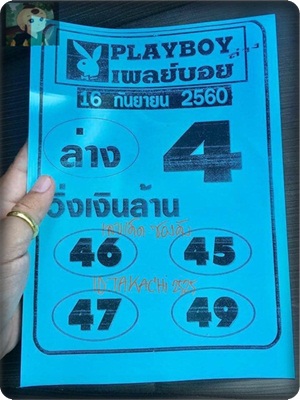 PLAYBOY
เพลย์บอย
16 กันยายน 2560
ล่าง 4
วิ่งเงินล้าน
46 45
47 49